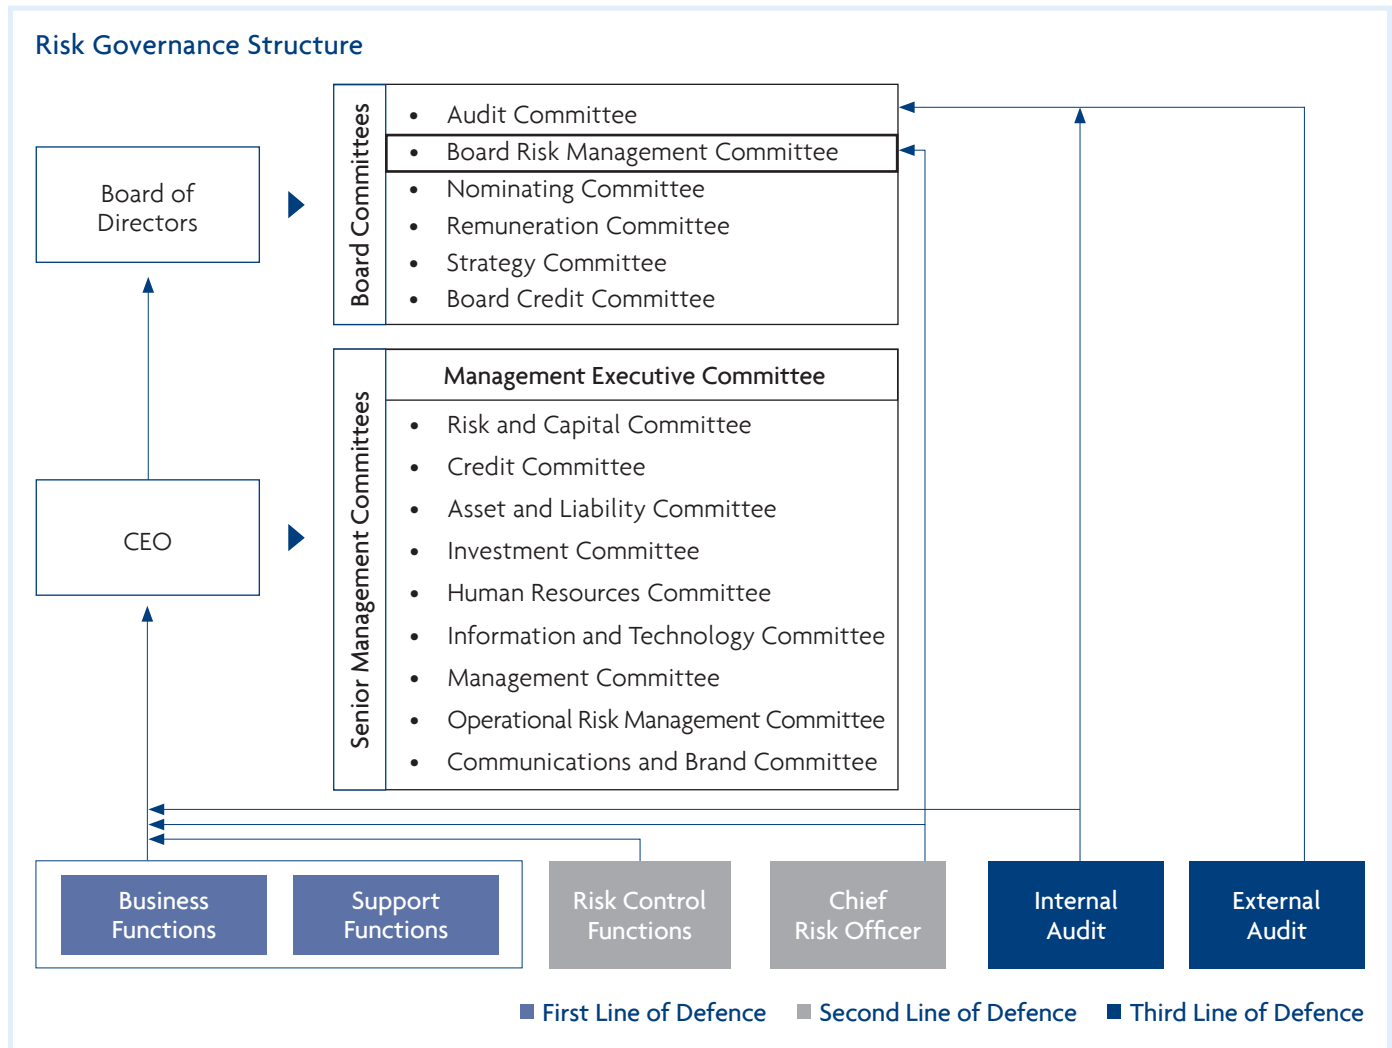 Risk Governance Structure
Board of
Directors
Board Committees
• Audit Committee
• Board Risk Management Committee
• Nominating Committee
• Remuneration Committee
• Strategy Committee
• Board Credit Committee
CEO
Senior Management Committees
Management Executive Committee
• Risk and Capital Committee
• Credit Committee
• Asset and Liability Committee
• Investment Committee
• Human Resources Committee
• Information and Technology Committee
• Management Committee
• Operational Risk Management Committee
• Communications and Brand Committee
Business
Functions
Support
Functions
Risk Control
Functions
Chief
Risk Officer
Internal
Audit
External
Audit
First Line of Defence
Second Line of Defence
Third Line of Defence